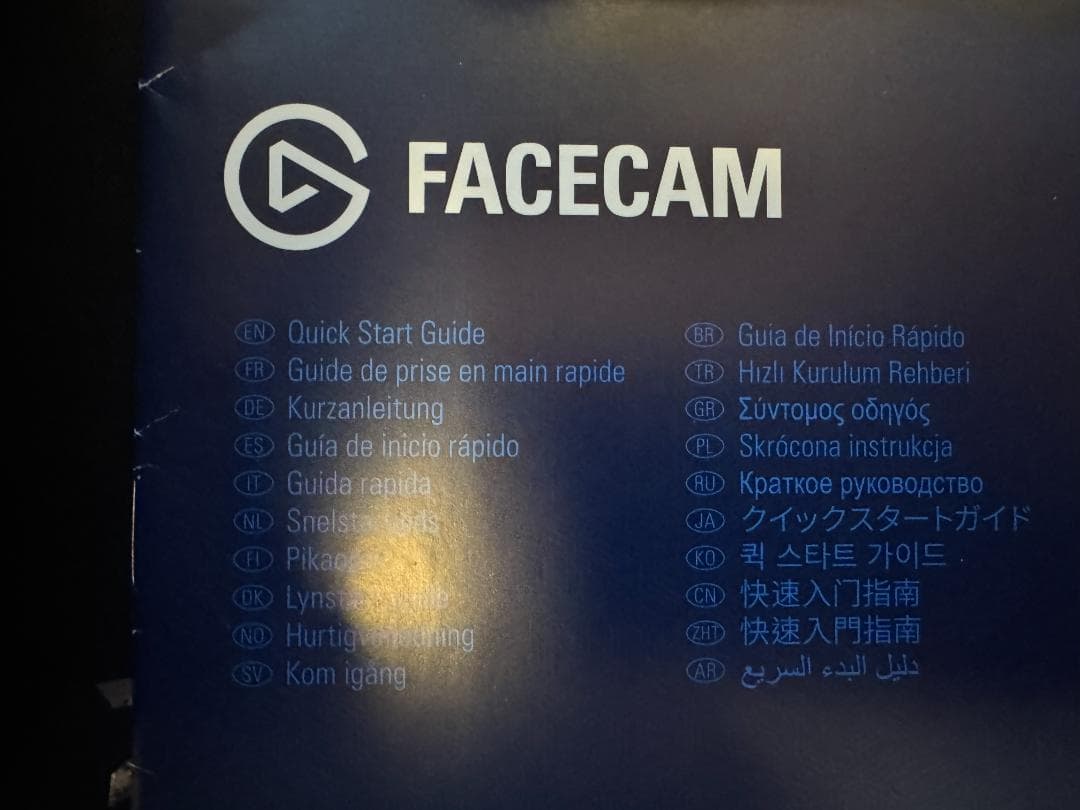 FACECAM
EN Quick Start Guide
FR Guide de prise en main rapide
DE Kurzanleitung
ES Guía de inicio rápido
IT Guida rapida
NL
FI
DK
NO
SV Kom igång
BR Guia de Início Rápido
TR Hızlı Kurulum Rehberi
GR Σύντομος οδηγός
PL Skrócona instrukcja
RU Краткое руководство
JA クイックスタートガイド
KO 퀵 스타트 가이드
CN 快速入门指南
ZHT 快速入門指南
AR دليل البدء السريع